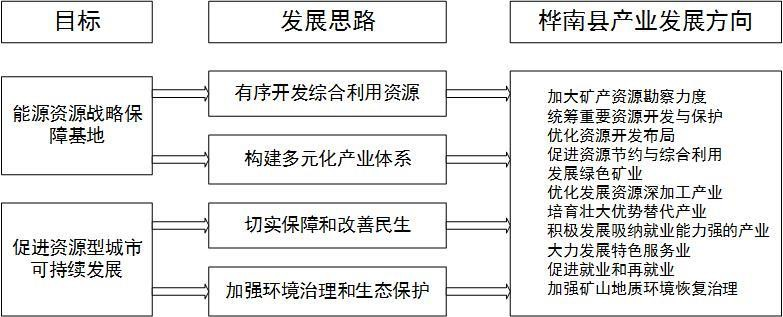 目标
发展思路
桦南县产业发展方向
能源资源战略保
障基地
有序开发综合利用资源
构建多元化产业体系
促进资源型城市
可持续发展
切实保障和改善民生
加强环境治理和生态保护
加大矿产资源勘察力度
统筹重要资源开发与保护
优化资源开发布局
促进资源节约与综合利用
发展绿色矿业
优化发展资源深加工产业
培育壮大优势替代产业
积极发展吸纳就业能力强的产业
大力发展特色服务业
促进就业和再就业
加强矿山地质环境恢复治理